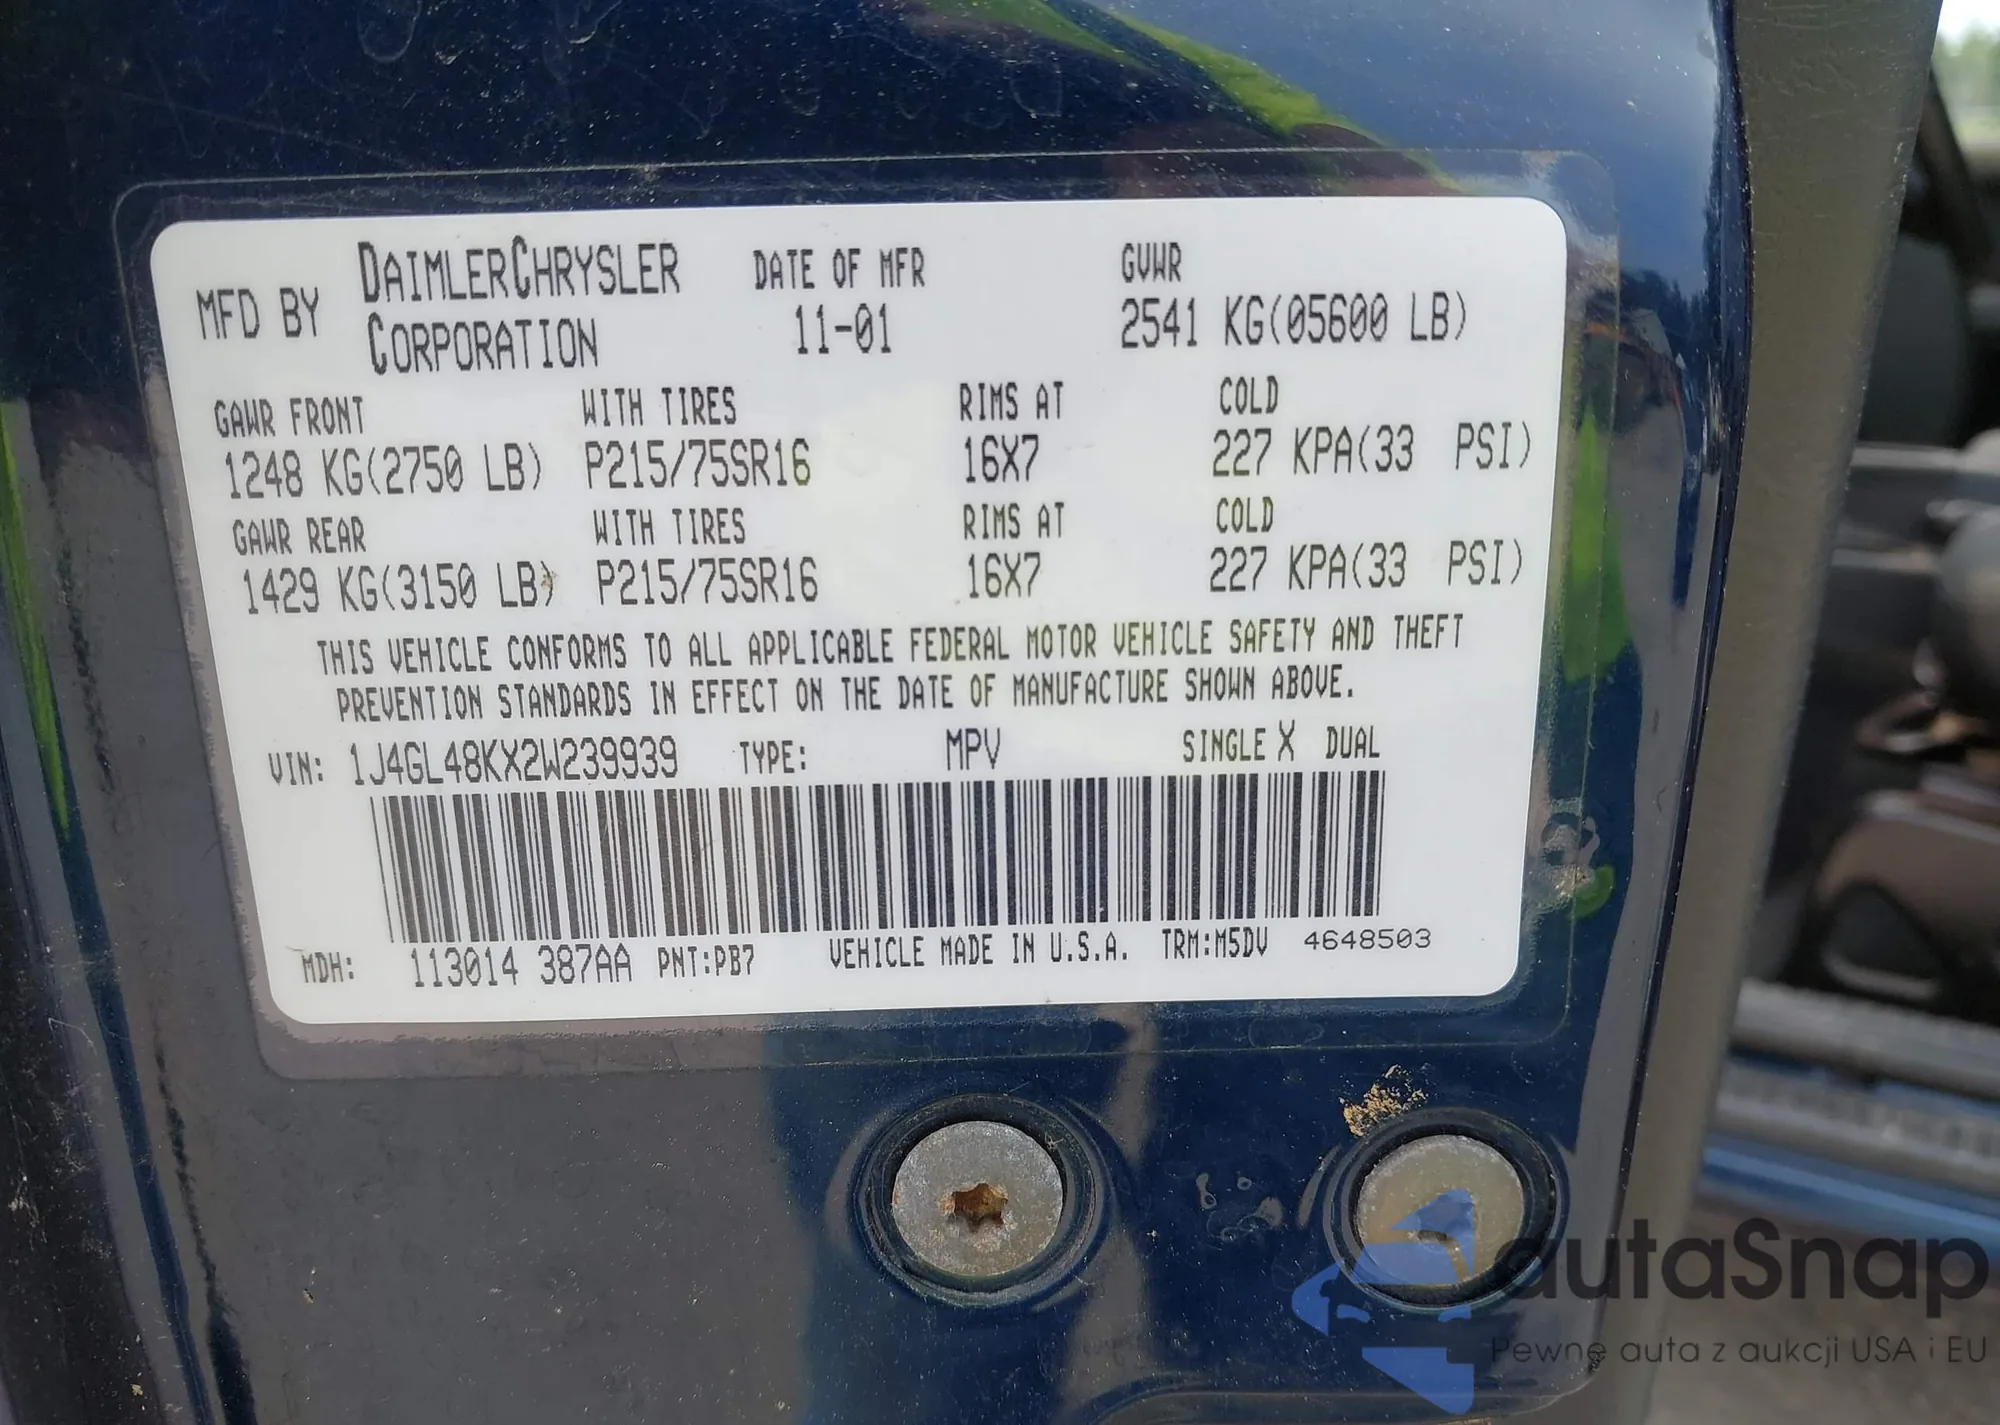 MFD BY DAIMLERCHRYSLER CORPORATION DATE OF MFR 11-01 GVWR 2541 KG(05600 LB)
GAWR FRONT WITH TIRES RIMS AT COLD
1248 KG(2750 LB) P215/75SR16 16X7 227 KPA(33 PSI)
GAWR REAR WITH TIRES RIMS AT COLD
1429 KG(3150 LB) P215/75SR16 16X7 227 KPA(33 PSI)
THIS VEHICLE CONFORMS TO ALL APPLICABLE FEDERAL MOTOR VEHICLE SAFETY AND THEFT
PREVENTION STANDARDS IN EFFECT ON THE DATE OF MANUFACTURE SHOWN ABOVE.
VIN: 1J4GL48KX2W239939 TYPE: MPV SINGLE X DUAL
MDH: 113014 387AA PNT:PB7 VEHICLE MADE IN U.S.A. TRM:M5DV 4648503
autaSnap
Pewne auta z aukcji USA i EU